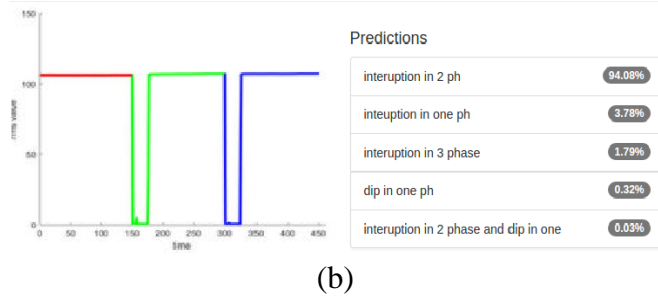 150
100
50
0
rms value
0 50 100 150 200 250 300 350 400 450
time
Predictions
interuption in 2 ph 94.08%
inteuption in one ph 3.78%
interuption in 3 phase 1.79%
dip in one ph 0.32%
interuption in 2 phase and dip in one 0.03%
(b)